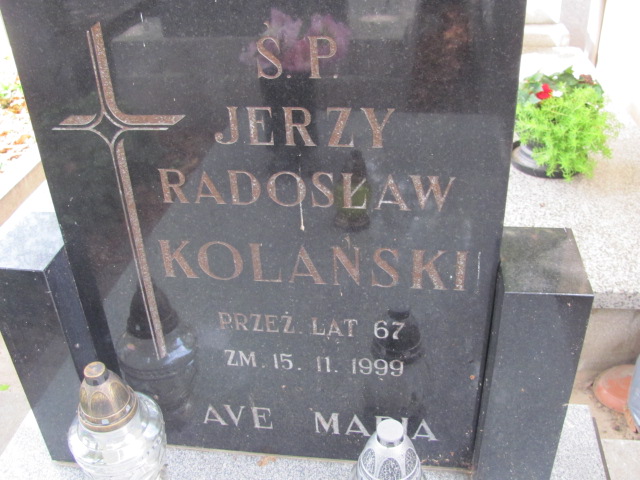 Ś.P.
JERZY
RADOSŁAW
KOLAŃSKI
PRZEŻ. LAT 67
ZM. 15. 11. 1999
AVE MARIA